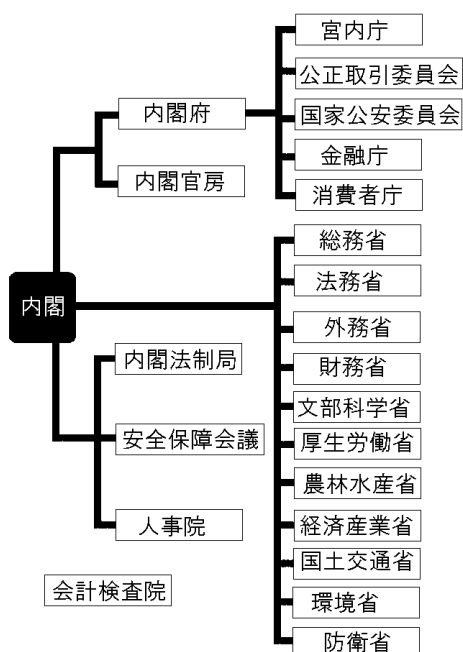 宮内庁
公正取引委員会
内閣府
国家公安委員会
金融庁
内閣官房
消費者庁
総務省
法務省
内閣
外務省
内閣法制局
財務省
文部科学省
安全保障会議
厚生労働省
農林水産省
人事院
経済産業省
国土交通省
会計検査院
環境省
防衛省